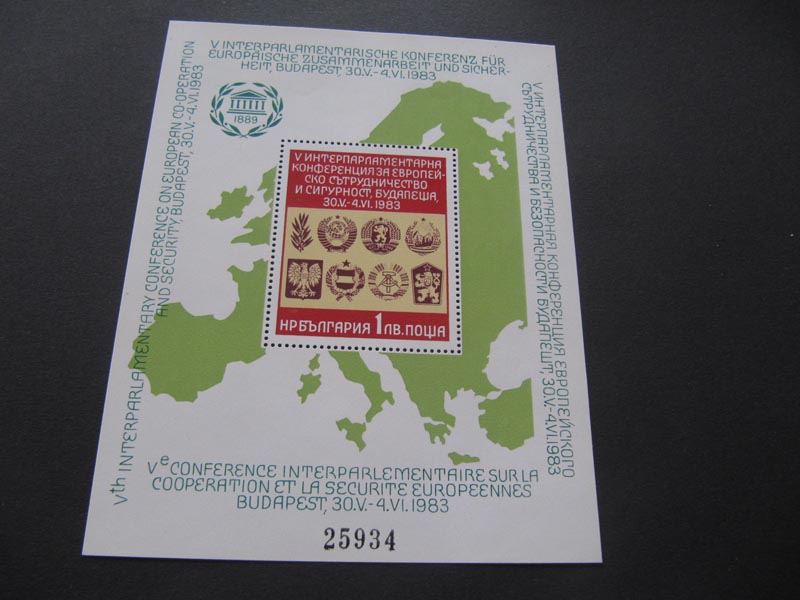 V INTERPARLAMENTARISCHE KONFERENZ FÜR
EUROPÄISCHE ZUSAMMENARBEIT UND SICHER-
HEIT, BUDAPEST, 30.V.-4.VI.1983
1889
Vth INTERPARLAMENTARY CONFERENCE ON EUROPEAN CO-OPERATION
AND SECURITY, BUDAPEST, 30.V.-4.VI.1983
V ИНТЕРПАРЛАМЕНТАРНА
КОНФЕРЕНЦИЯ ЗА ЕВРОПЕЙ-
СКО СЪТРУДНИЧЕСТВО
И СИГУРНОСТ, БУДАПЕЩА,
30.V.-4.VI.1983
НР БЪЛГАРИЯ 1 ЛВ. ПОЩА
V ИНТЕРПАРЛАМЕНТАРНАЯ КОНФЕРЕНЦИЯ ЕВРОПЕЙСКОГО
СЪТРУДНИЧЕСТВА И БЕЗОПАСНОСТИ, БУДАПЕШТ, 30.V.-4.VI.1983
Ve CONFERENCE INTERPARLEMENTAIRE SUR LA
COOPERATION ET LA SECURITE EUROPEENNES
BUDAPEST, 30.V.-4.VI.1983
25934